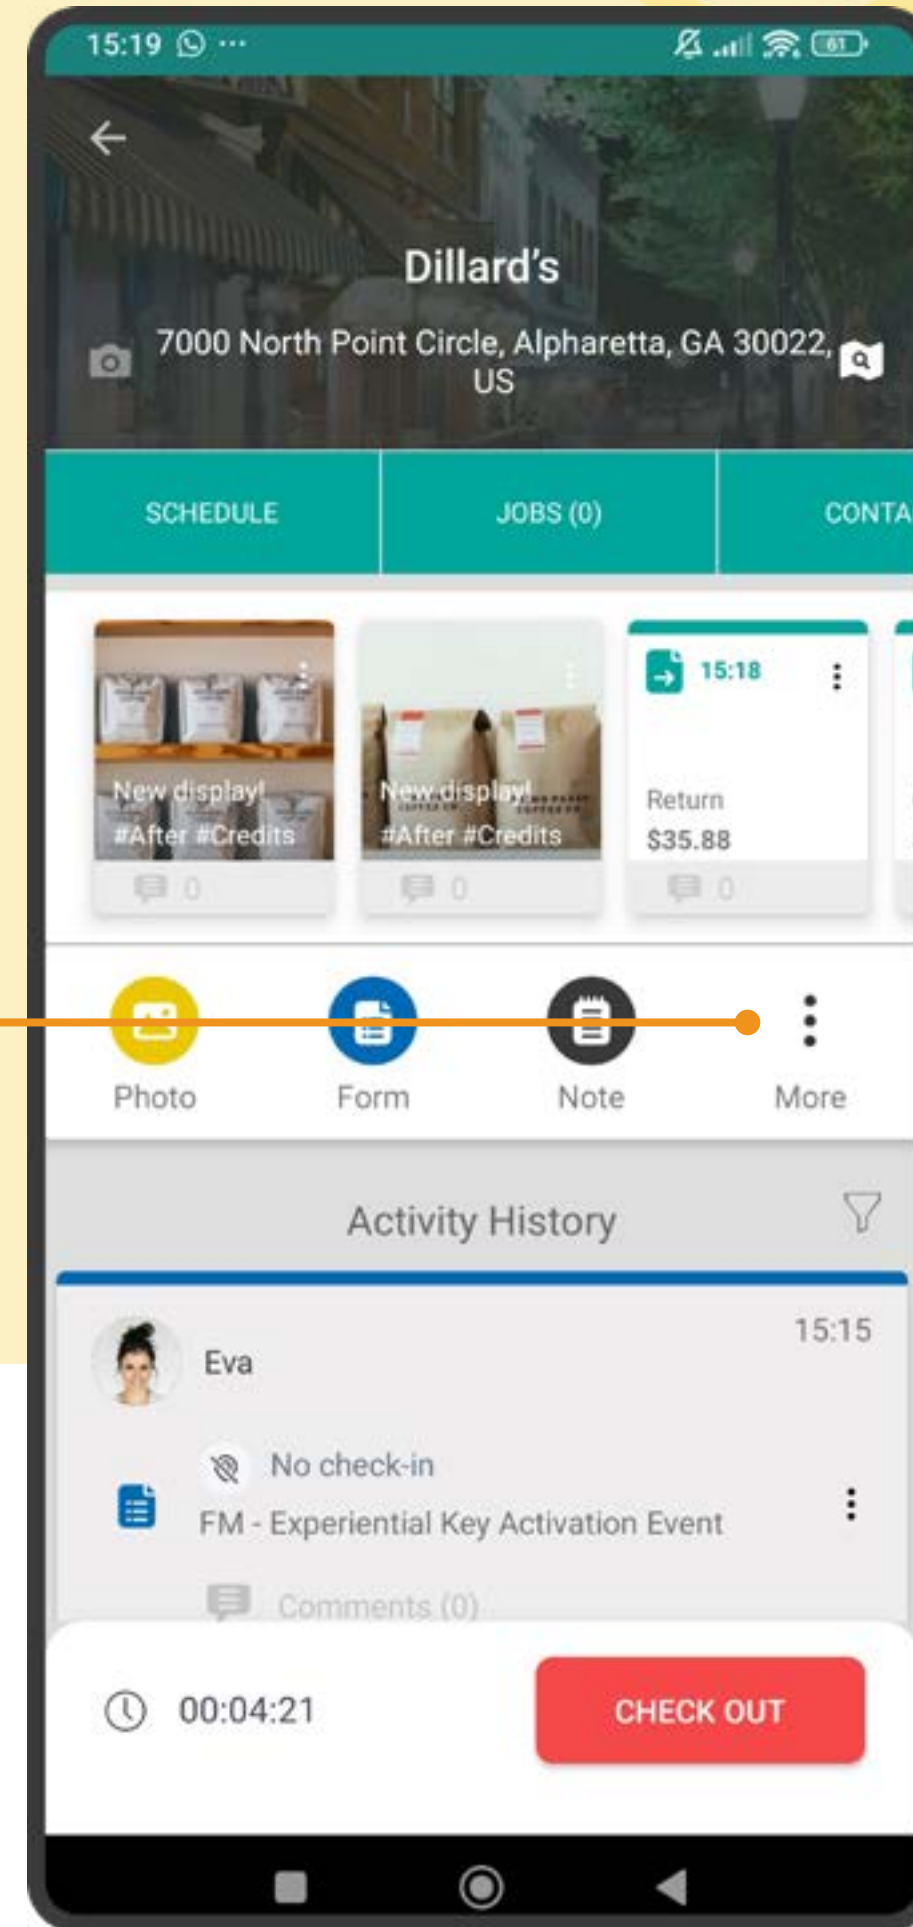 15:19 ...
61
Dillard's
7000 North Point Circle, Alpharetta, GA 30022,
US
SCHEDULE
JOBS (0)
CONTA
New display!
#After #Credits
0
New display!
#After #Credits
0
15:18
Return
$35.88
0
Photo
Form
Note
More
Activity History
Eva
15:15
No check-in
FM - Experiential Key Activation Event
Comments (0)
00:04:21
CHECK OUT